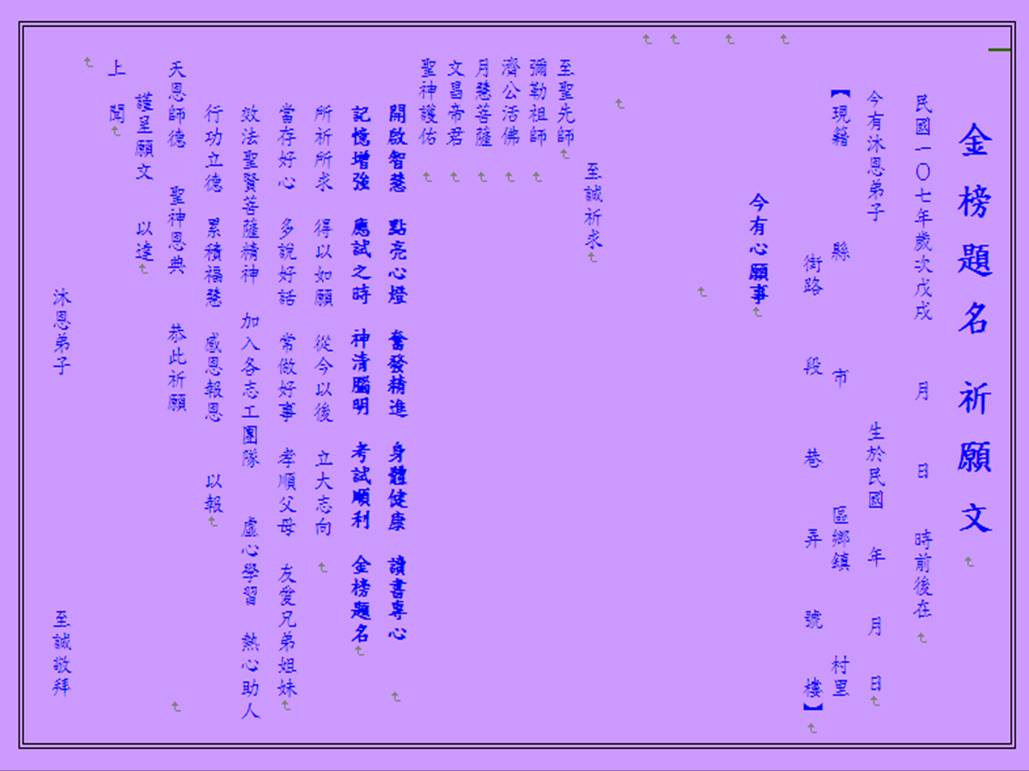 金榜題名 祈願文
民國一〇七年歲次戊戌 月 日 時前後在
今有沐恩弟子 生於民國 年 月 日
【現籍 縣 市 區鄉鎮 村里
街路 段 巷 弄 號 樓】
今有心願事
至誠祈求
至聖先師
彌勒祖師
濟公活佛
月慧菩薩
文昌帝君
聖神護佑
開啟智慧 點亮心燈 奮發精進 身體健康 讀書專心
記憶增強 應試之時 神清腦明 考試順利 金榜題名
所祈所求 得以如願 從今以後 立大志向
當存好心 多說好話 常做好事 孝順父母 友愛兄弟姐妹
效法聖賢菩薩精神 加入各志工團隊 虛心學習 熱心助人
行功立德 累積福慧 感恩報恩 以報
天恩師德 聖神恩典 恭此祈願
謹呈願文 以達
上 聞
沐恩弟子 至誠敬拜